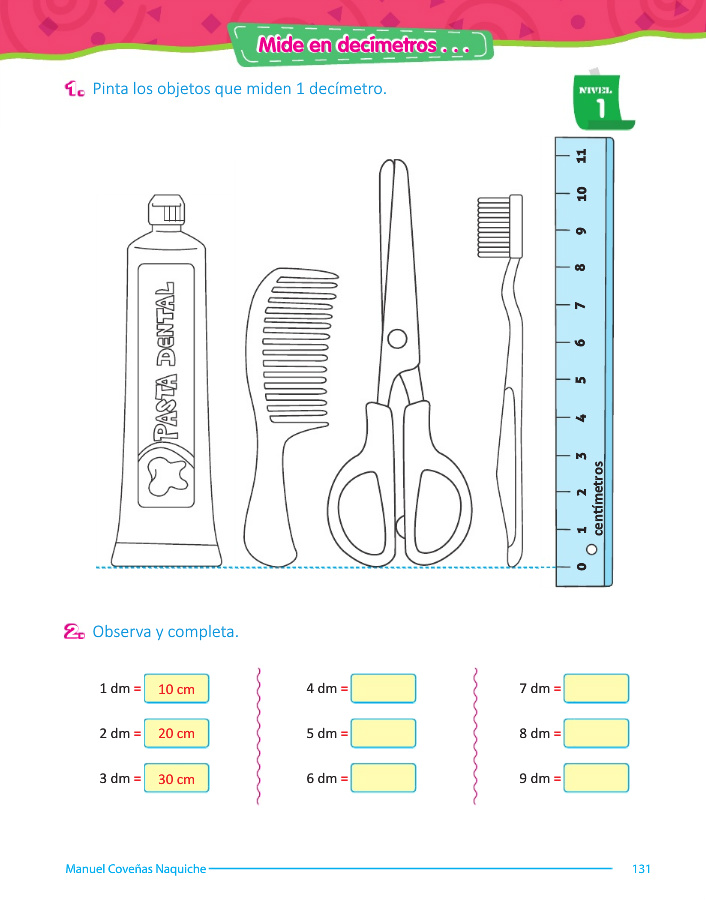 Mide en decímetros . . .
1. Pinta los objetos que miden 1 decímetro.
NIVEL
1
PASTA DENTAL
11
10
9
8
7
6
5
4
3
2
1
0
centímetros
2. Observa y completa.
1 dm = 10 cm
2 dm = 20 cm
3 dm = 30 cm
4 dm =
5 dm =
6 dm =
7 dm =
8 dm =
9 dm =
Manuel Coveñas Naquiche
131